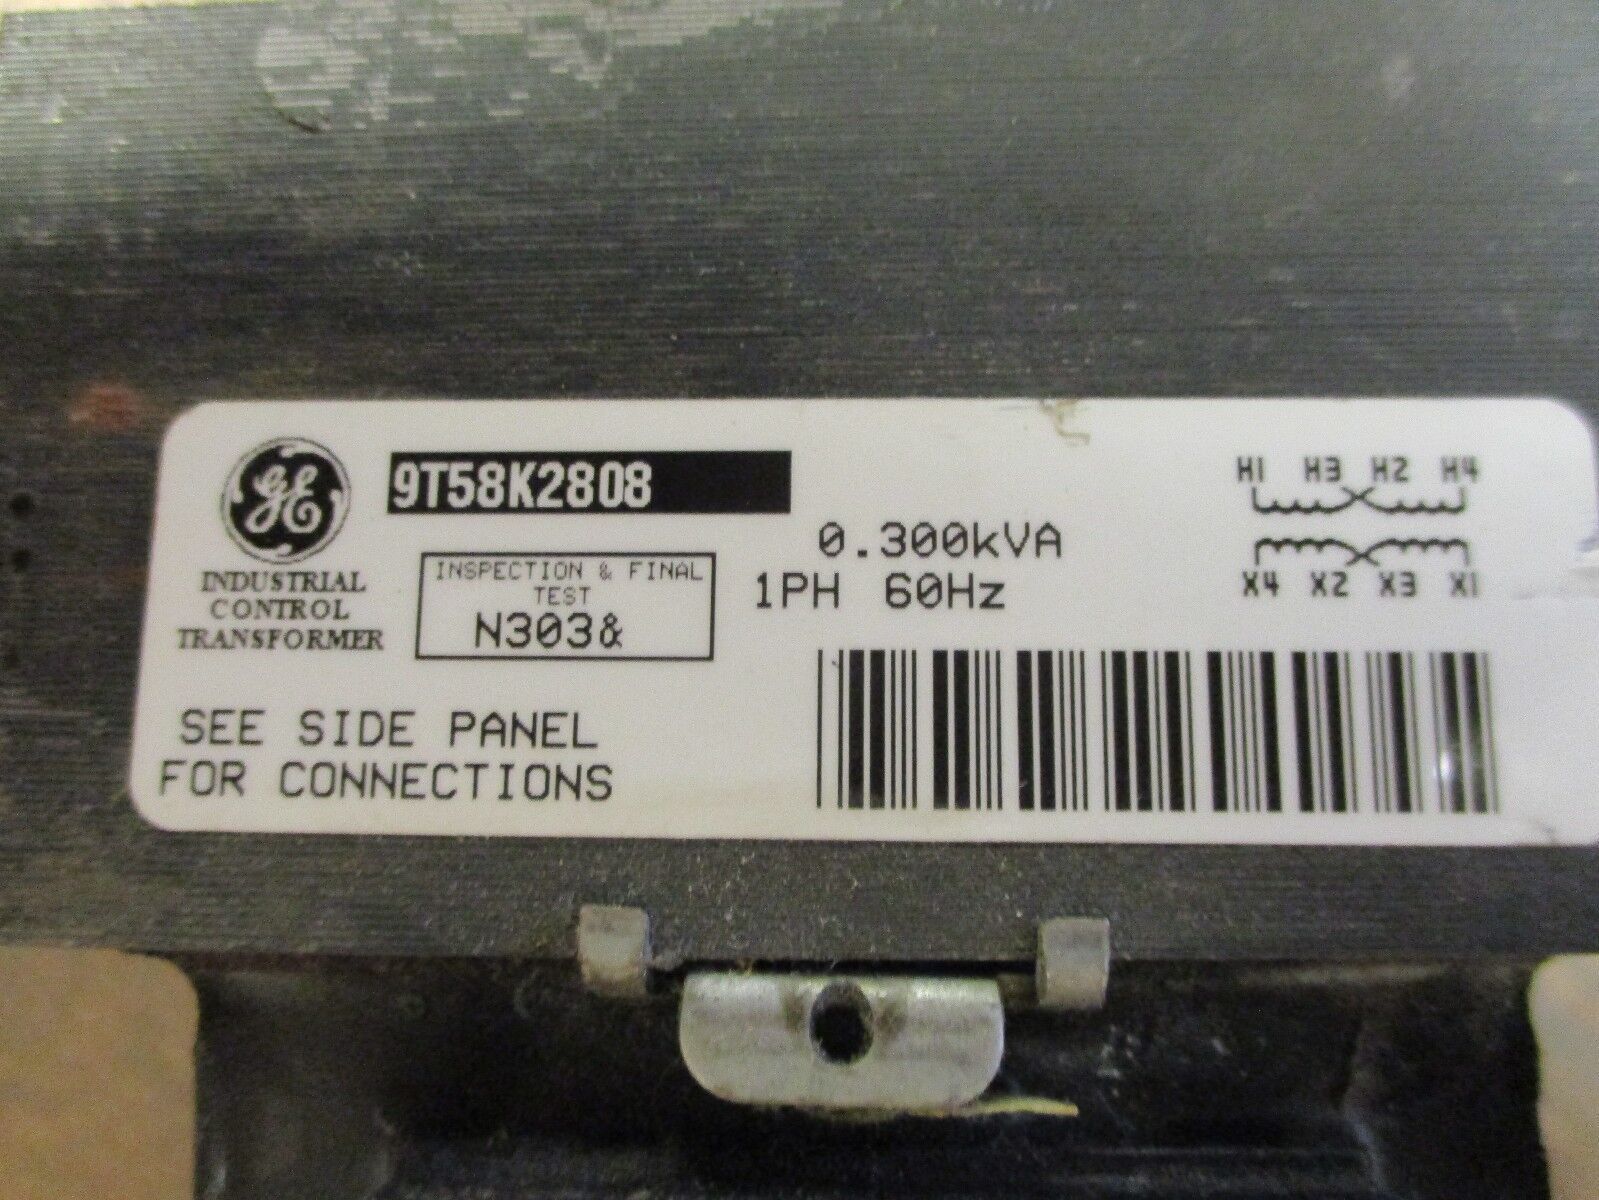 GE
INDUSTRIAL
CONTROL
TRANSFORMER
9T58K2808
INSPECTION & FINAL
TEST
N303&
SEE SIDE PANEL
FOR CONNECTIONS
0.300kVA
1PH 60Hz
H1 H3 H2 H4
X4 X2 X3 X1